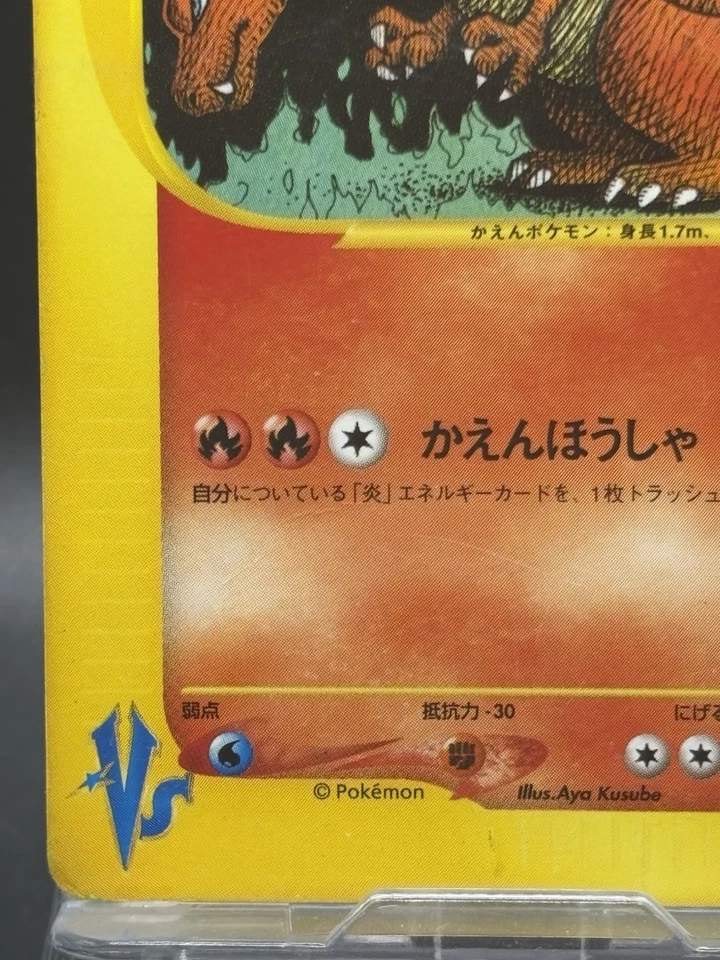 かえんポケモン：身長1.7m、
かえんほうしゃ
自分についている「炎」エネルギーカードを、1枚トラッシュ
弱点 抵抗力 -30 にげる
© Pokémon Illus.Aya Kusube
VS